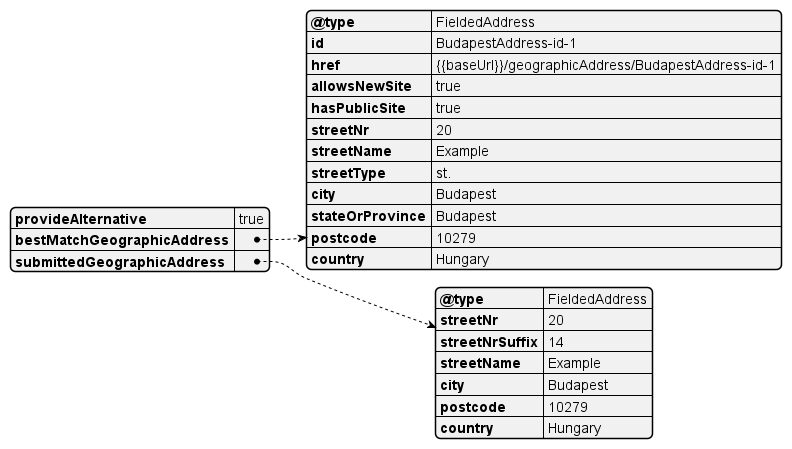 provideAlternative true
bestMatchGeographicAddress
submittedGeographicAddress
@type FieldedAddress
id BudapestAddress-id-1
href {{baseUrl}}/geographicAddress/BudapestAddress-id-1
allowsNewSite true
hasPublicSite true
streetNr 20
streetName Example
streetType st.
city Budapest
stateOrProvince Budapest
postcode 10279
country Hungary
@type FieldedAddress
streetNr 20
streetNrSuffix 14
streetName Example
city Budapest
postcode 10279
country Hungary